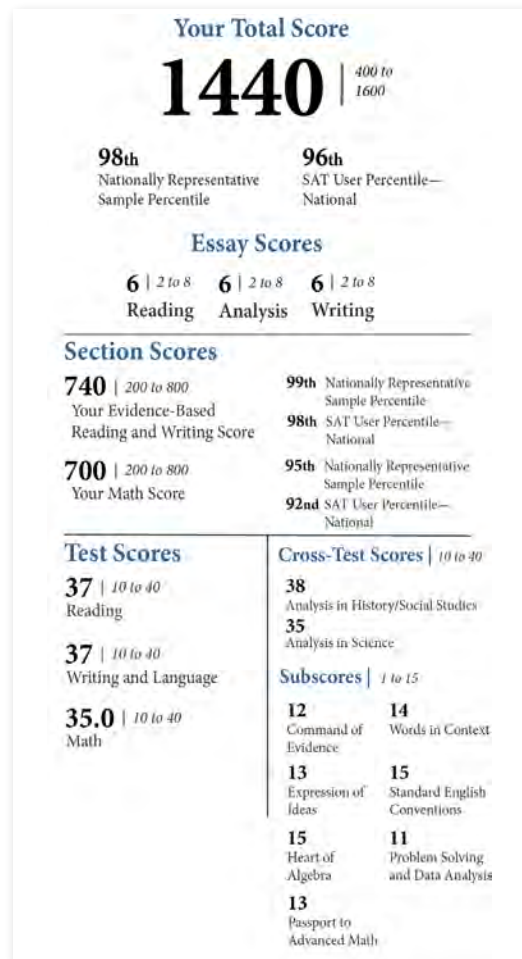 Your Total Score
1440 | 400 to
1600
98th
Nationally Representative
Sample Percentile
96th
SAT User Percentile—
National
Essay Scores
6 | 2 to 8 6 | 2 to 8 6 | 2 to 8
Reading Analysis Writing
Section Scores
740 | 200 to 800
Your Evidence-Based
Reading and Writing Score
99th Nationally Representative
Sample Percentile
98th SAT User Percentile—
National
700 | 200 to 800
Your Math Score
95th Nationally Representative
Sample Percentile
92nd SAT User Percentile—
National
Test Scores
37 | 10 to 40
Reading
37 | 10 to 40
Writing and Language
35.0 | 10 to 40
Math
Cross-Test Scores | 10 to 40
38
Analysis in History/Social Studies
35
Analysis in Science
Subscores | 1 to 15
12
Command of
Evidence
14
Words in Context
13
Expression of
Ideas
15
Standard English
Conventions
15
Heart of
Algebra
11
Problem Solving
and Data Analysis
13
Passport to
Advanced Math